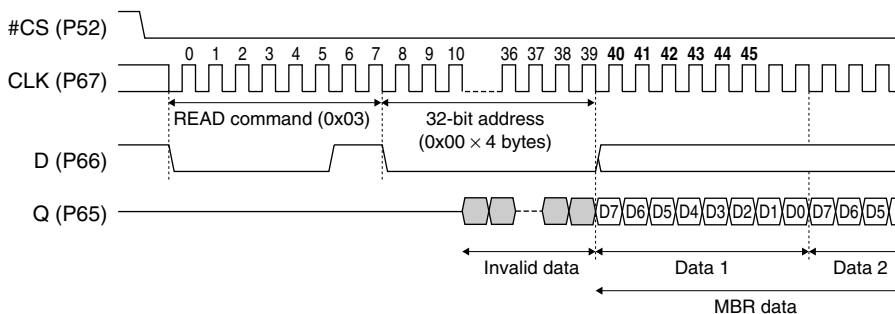 #CS (P52)
0 1 2 3 4 5 6 7 8 9 10 36 37 38 39 40 41 42 43 44 45
CLK (P67)
READ command (0x03) 32-bit address
(0x00 × 4 bytes)
D (P66)
Q (P65) D7 D6 D5 D4 D3 D2 D1 D0 D7 D6 D5
Invalid data Data 1 Data 2
MBR data